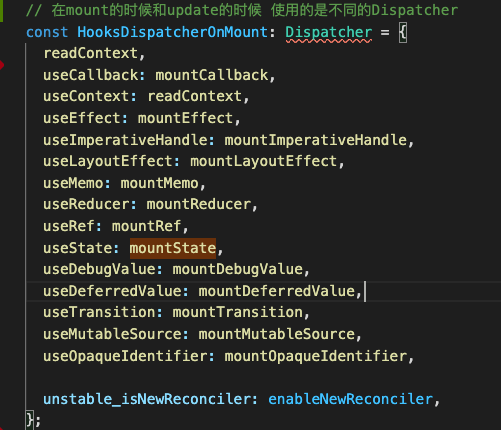 // 在mount的时候和update的时候 使用的是不同的Dispatcher
const HooksDispatcherOnMount: Dispatcher = {
  readContext,
  useCallback: mountCallback,
  useContext: readContext,
  useEffect: mountEffect,
  useImperativeHandle: mountImperativeHandle,
  useLayoutEffect: mountLayoutEffect,
  useMemo: mountMemo,
  useReducer: mountReducer,
  useRef: mountRef,
  useState: mountState,
  useDebugValue: mountDebugValue,
  useDeferredValue: mountDeferredValue,
  useTransition: mountTransition,
  useMutableSource: mountMutableSource,
  useOpaqueIdentifier: mountOpaqueIdentifier,

  unstable_isNewReconciler: enableNewReconciler,
};